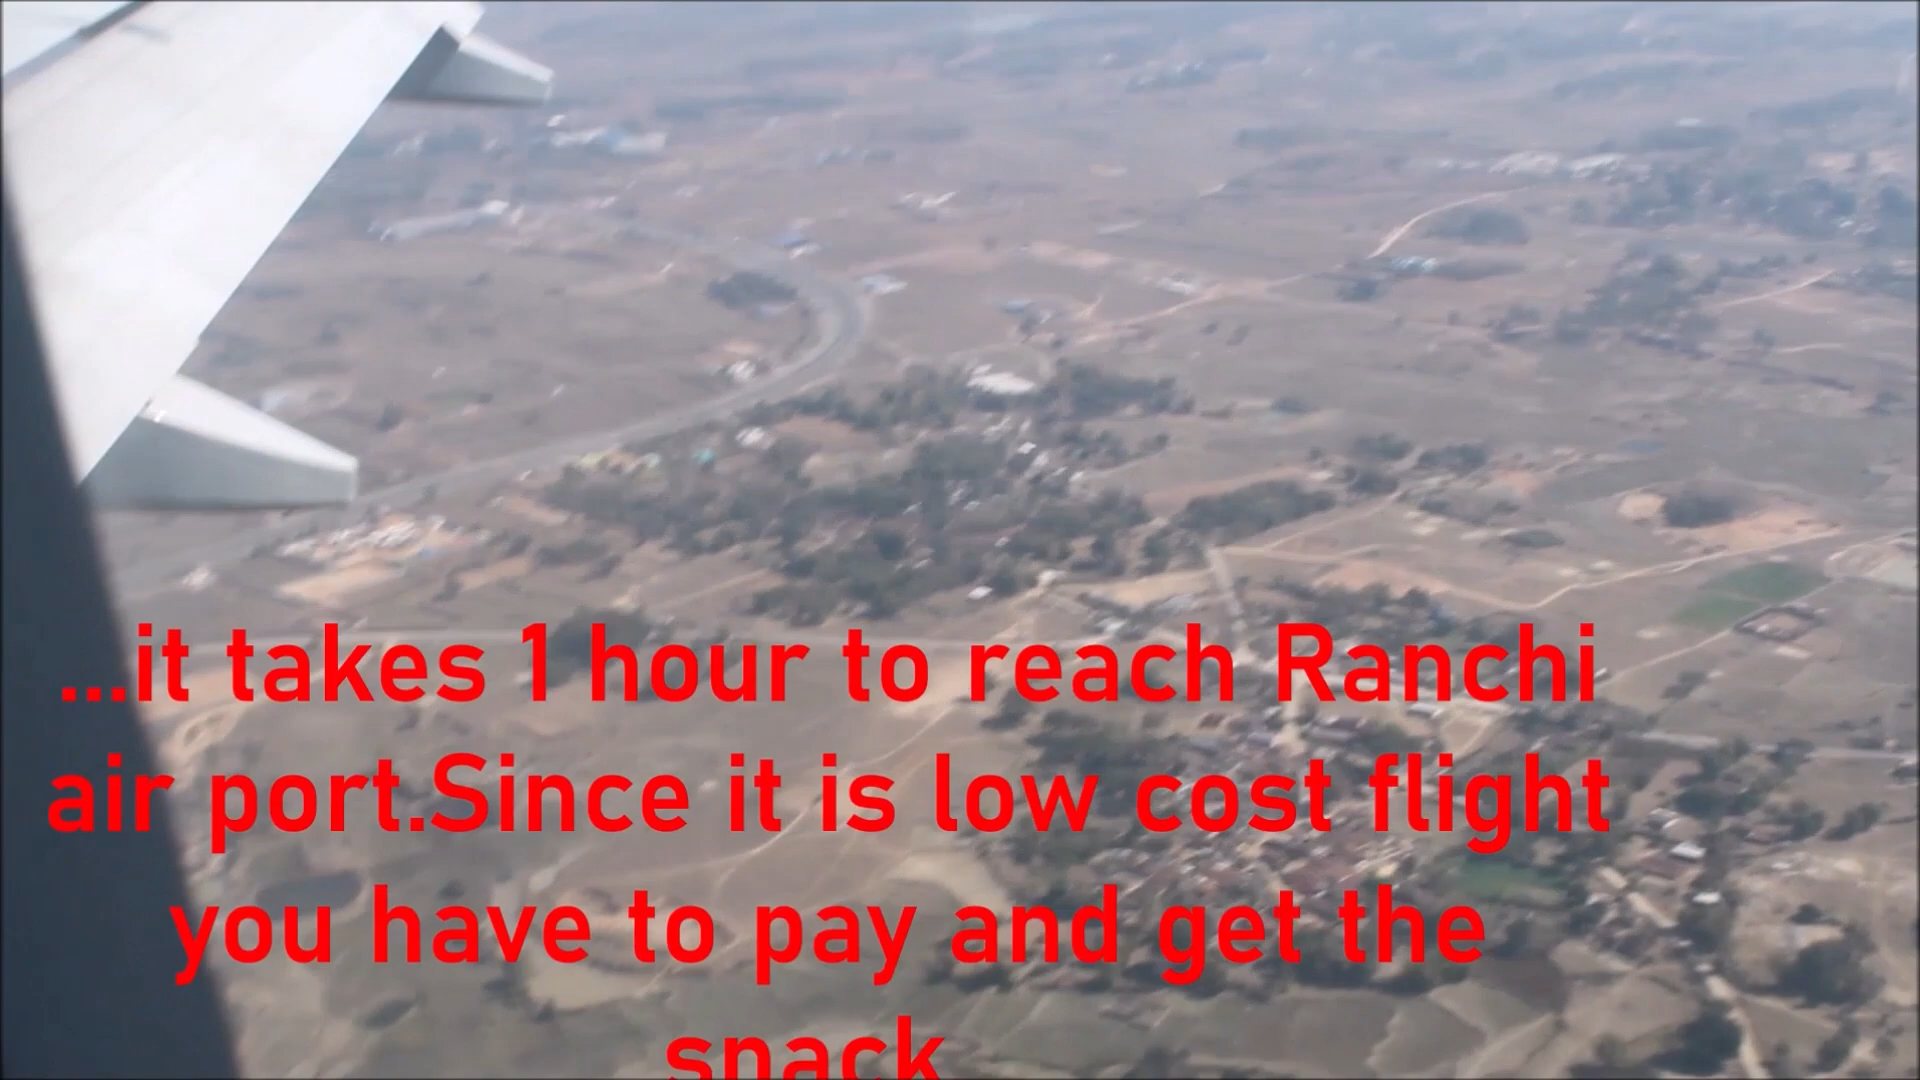 ...it takes 1 hour to reach Ranchi
air port.Since it is low cost flight
you have to pay and get the
snack